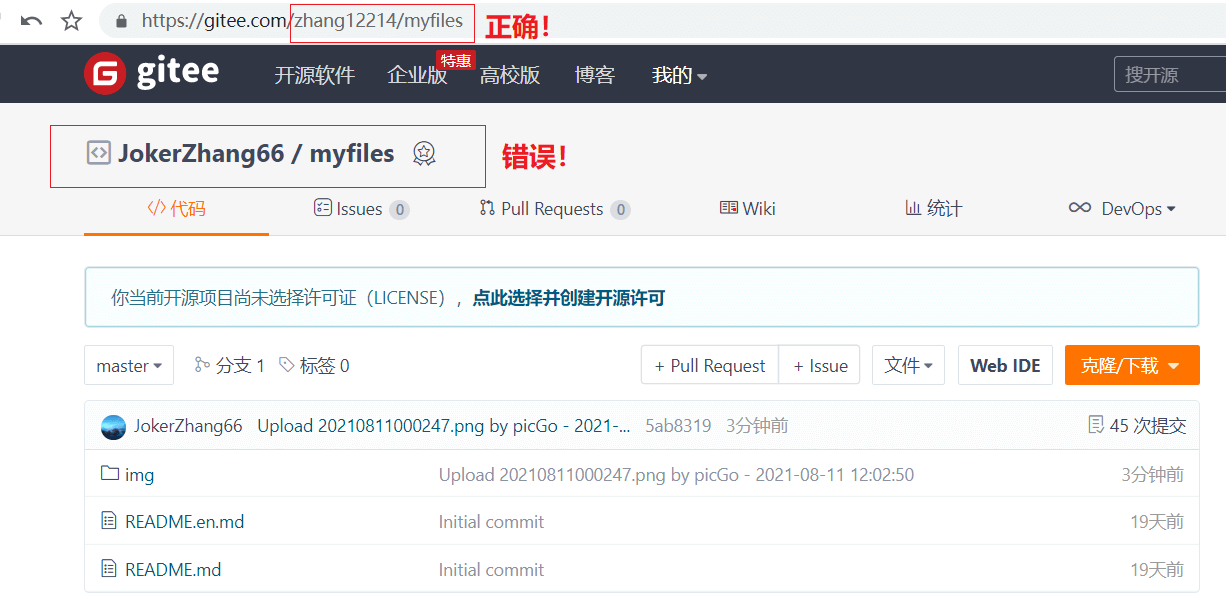 https://gitee.com/zhang12214/myfiles 正确！
gitee 开源软件 企业版 特惠 高校版 博客 我的 搜开源
JokerZhang66 / myfiles 错误！
代码 Issues 0 Pull Requests 0 Wiki 统计 DevOps
你当前开源项目尚未选择许可证（LICENSE），点此选择并创建开源许可
master 分支 1 标签 0 + Pull Request + Issue 文件 Web IDE 克隆/下载
JokerZhang66 Upload 20210811000247.png by picGo - 2021-... 5ab8319 3分钟前 45 次提交
img Upload 20210811000247.png by picGo - 2021-08-11 12:02:50 3分钟前
README.en.md Initial commit 19天前
README.md Initial commit 19天前